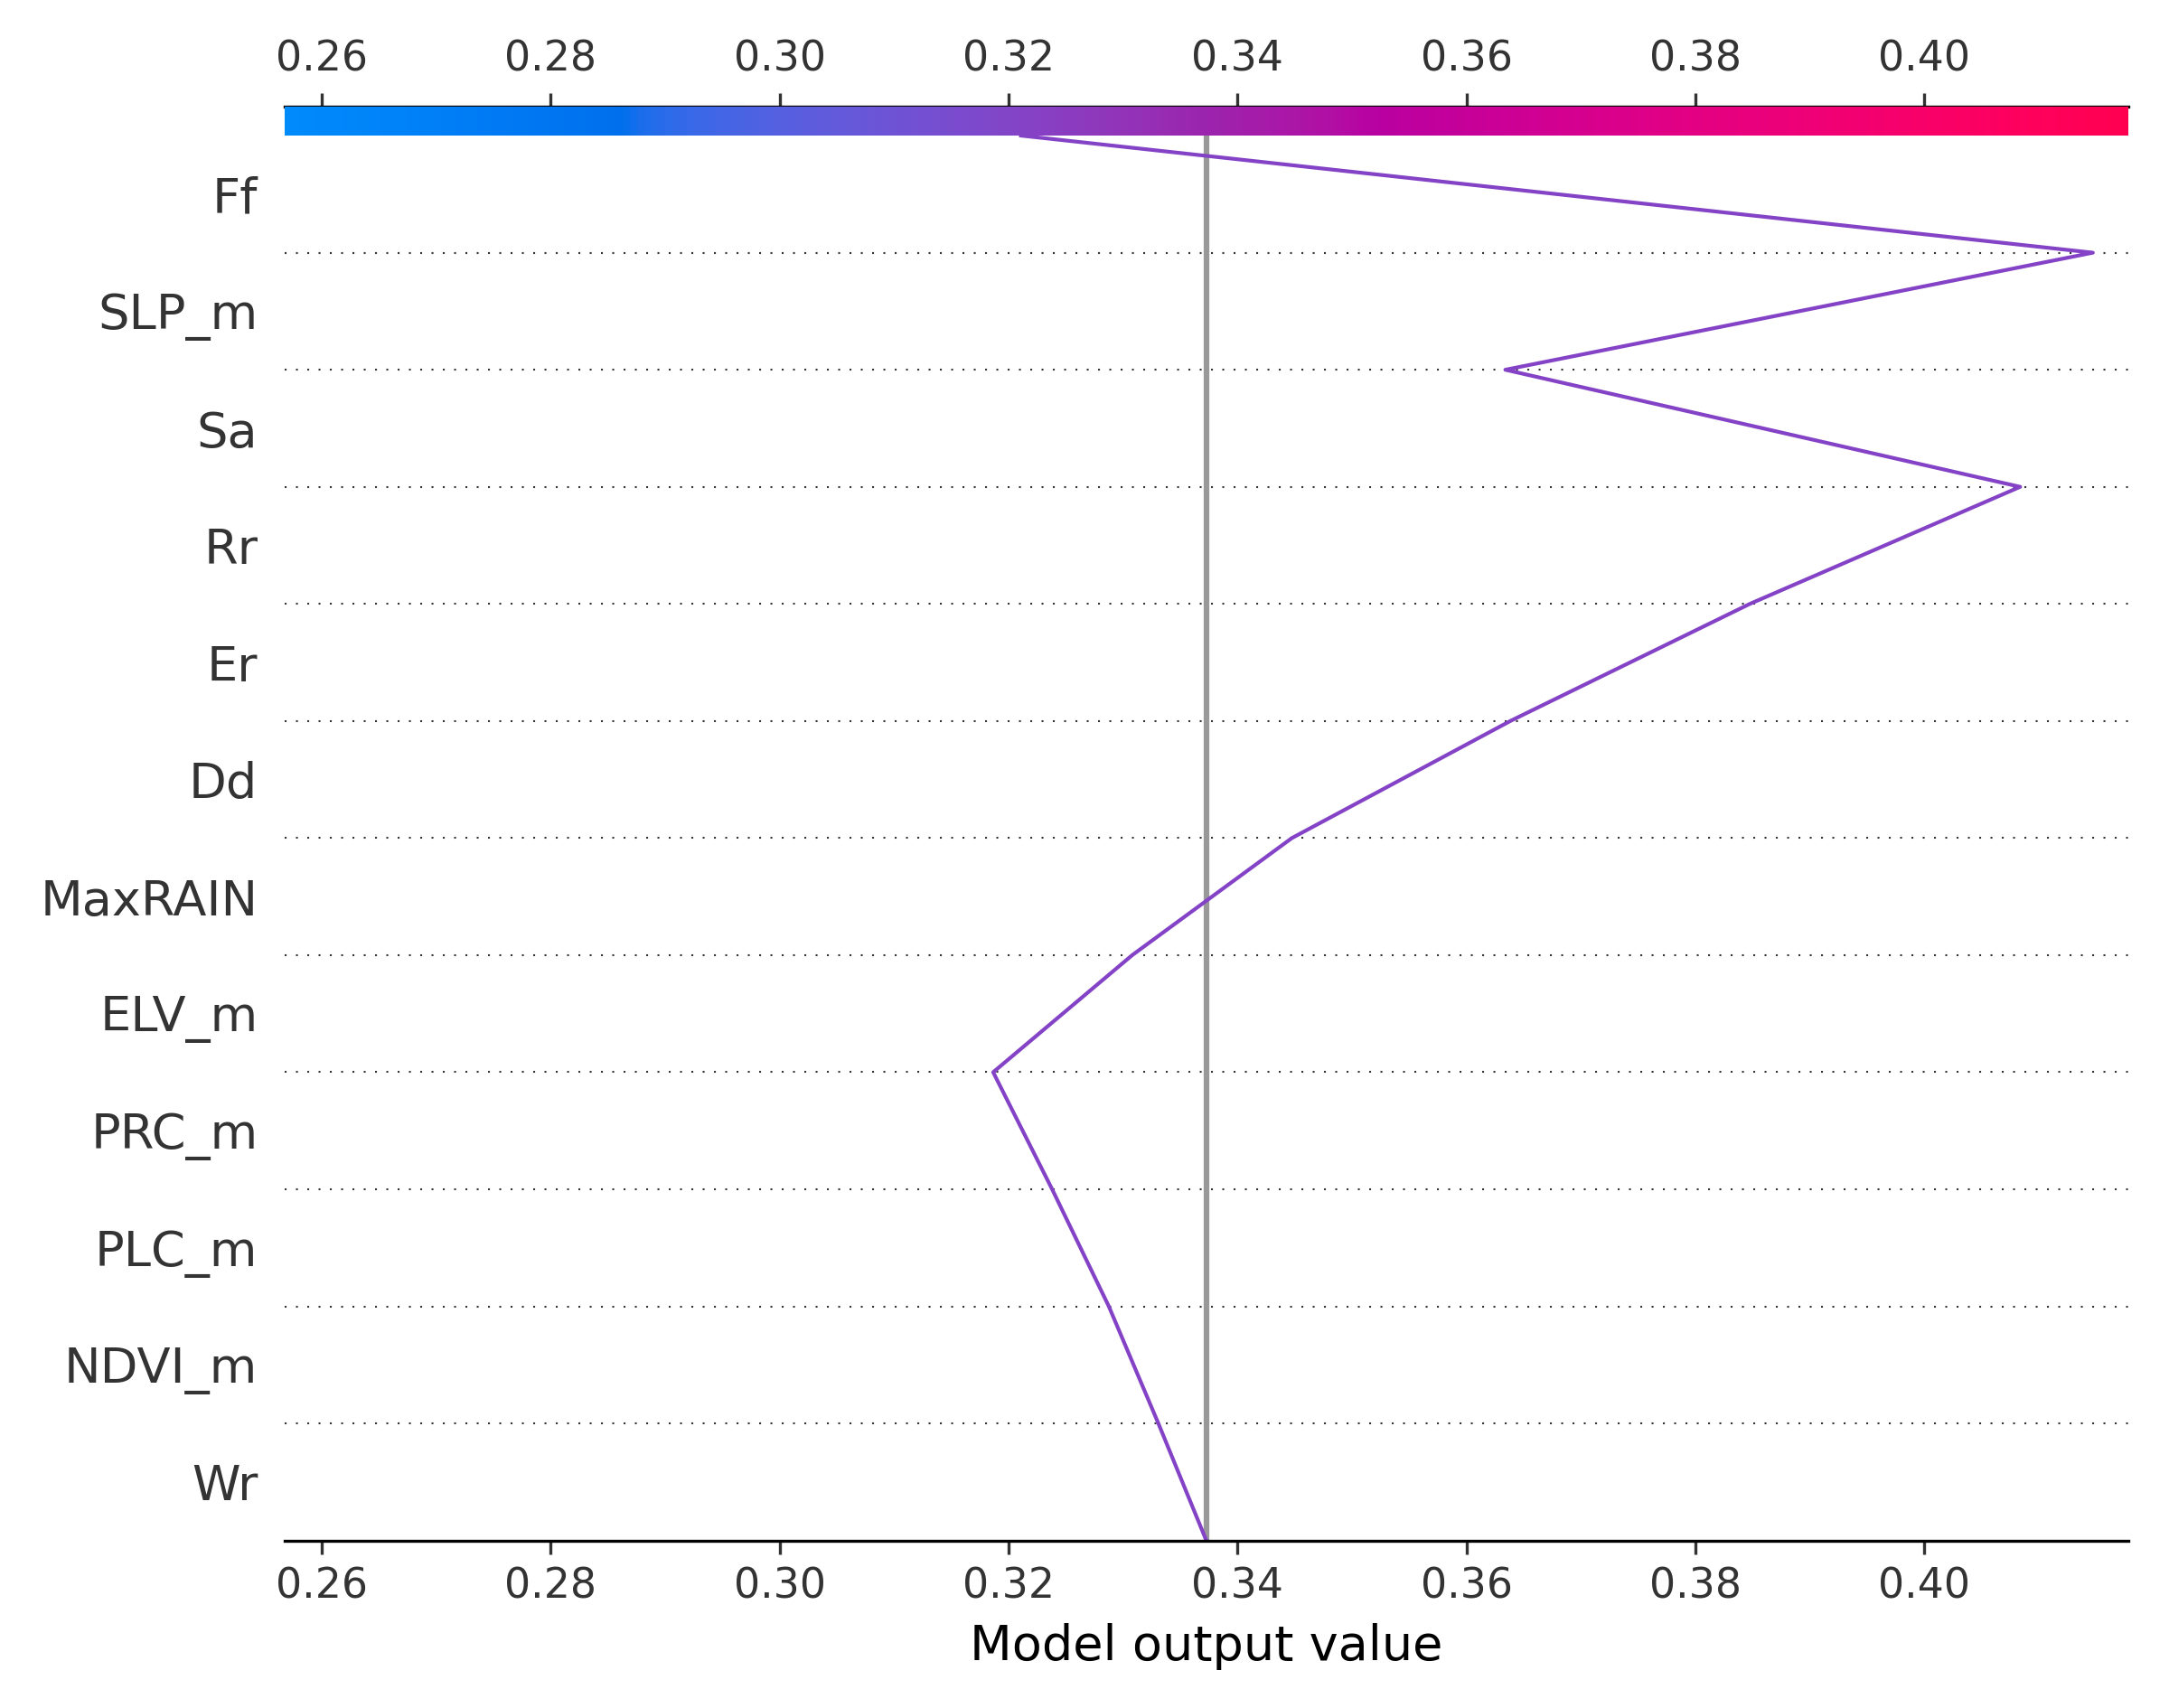 0.26 0.28 0.30 0.32 0.34 0.36 0.38 0.40
Ff
SLP_m
Sa
Rr
Er
Dd
MaxRAIN
ELV_m
PRC_m
PLC_m
NDVI_m
Wr
0.26 0.28 0.30 0.32 0.34 0.36 0.38 0.40
Model output value